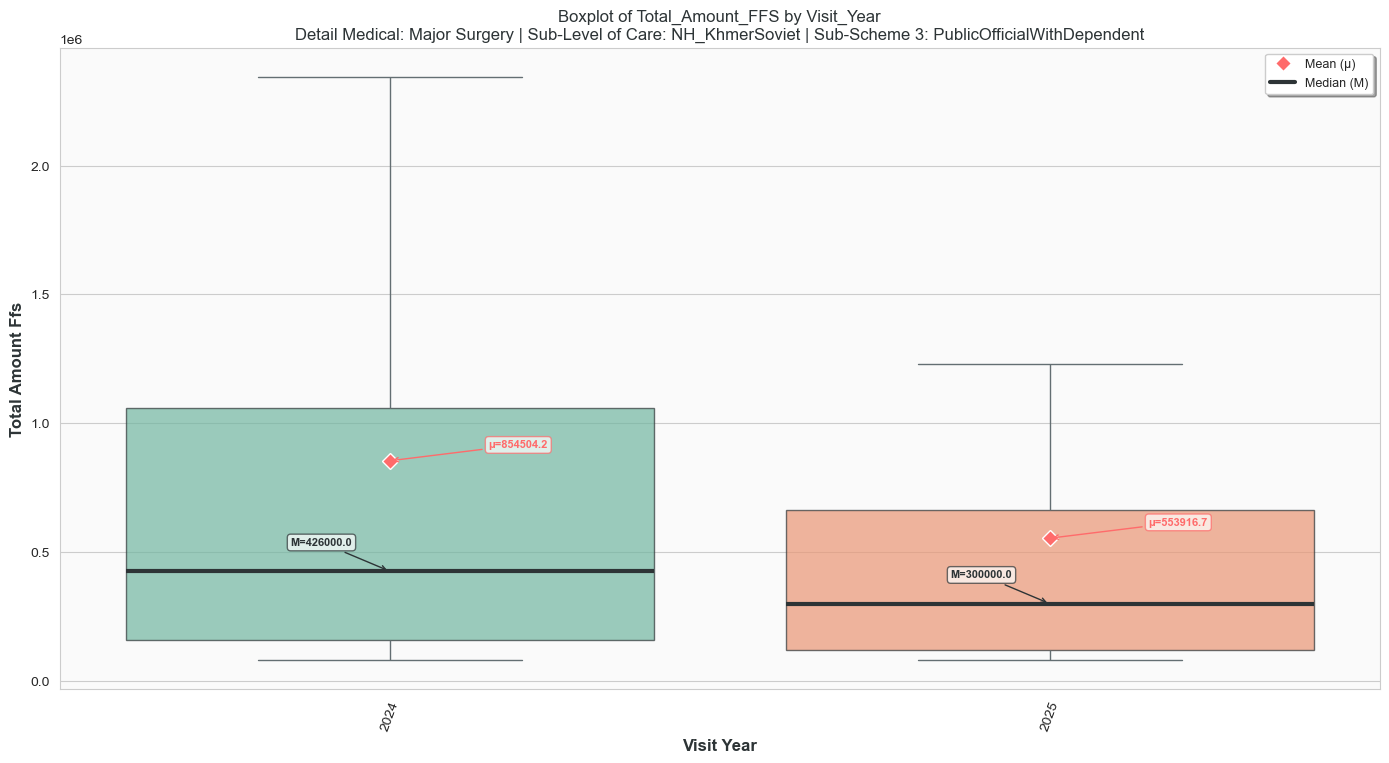 Boxplot of Total_Amount_FFS by Visit_Year
Detail Medical: Major Surgery | Sub-Level of Care: NH_KhmerSoviet | Sub-Scheme 3: PublicOfficialWithDependent
1e6
Mean (μ)
Median (M)
2.0
1.5
1.0
0.5
0.0
Total Amount Ffs
μ=854504.2
M=426000.0
μ=553916.7
M=300000.0
2024
2025
Visit Year